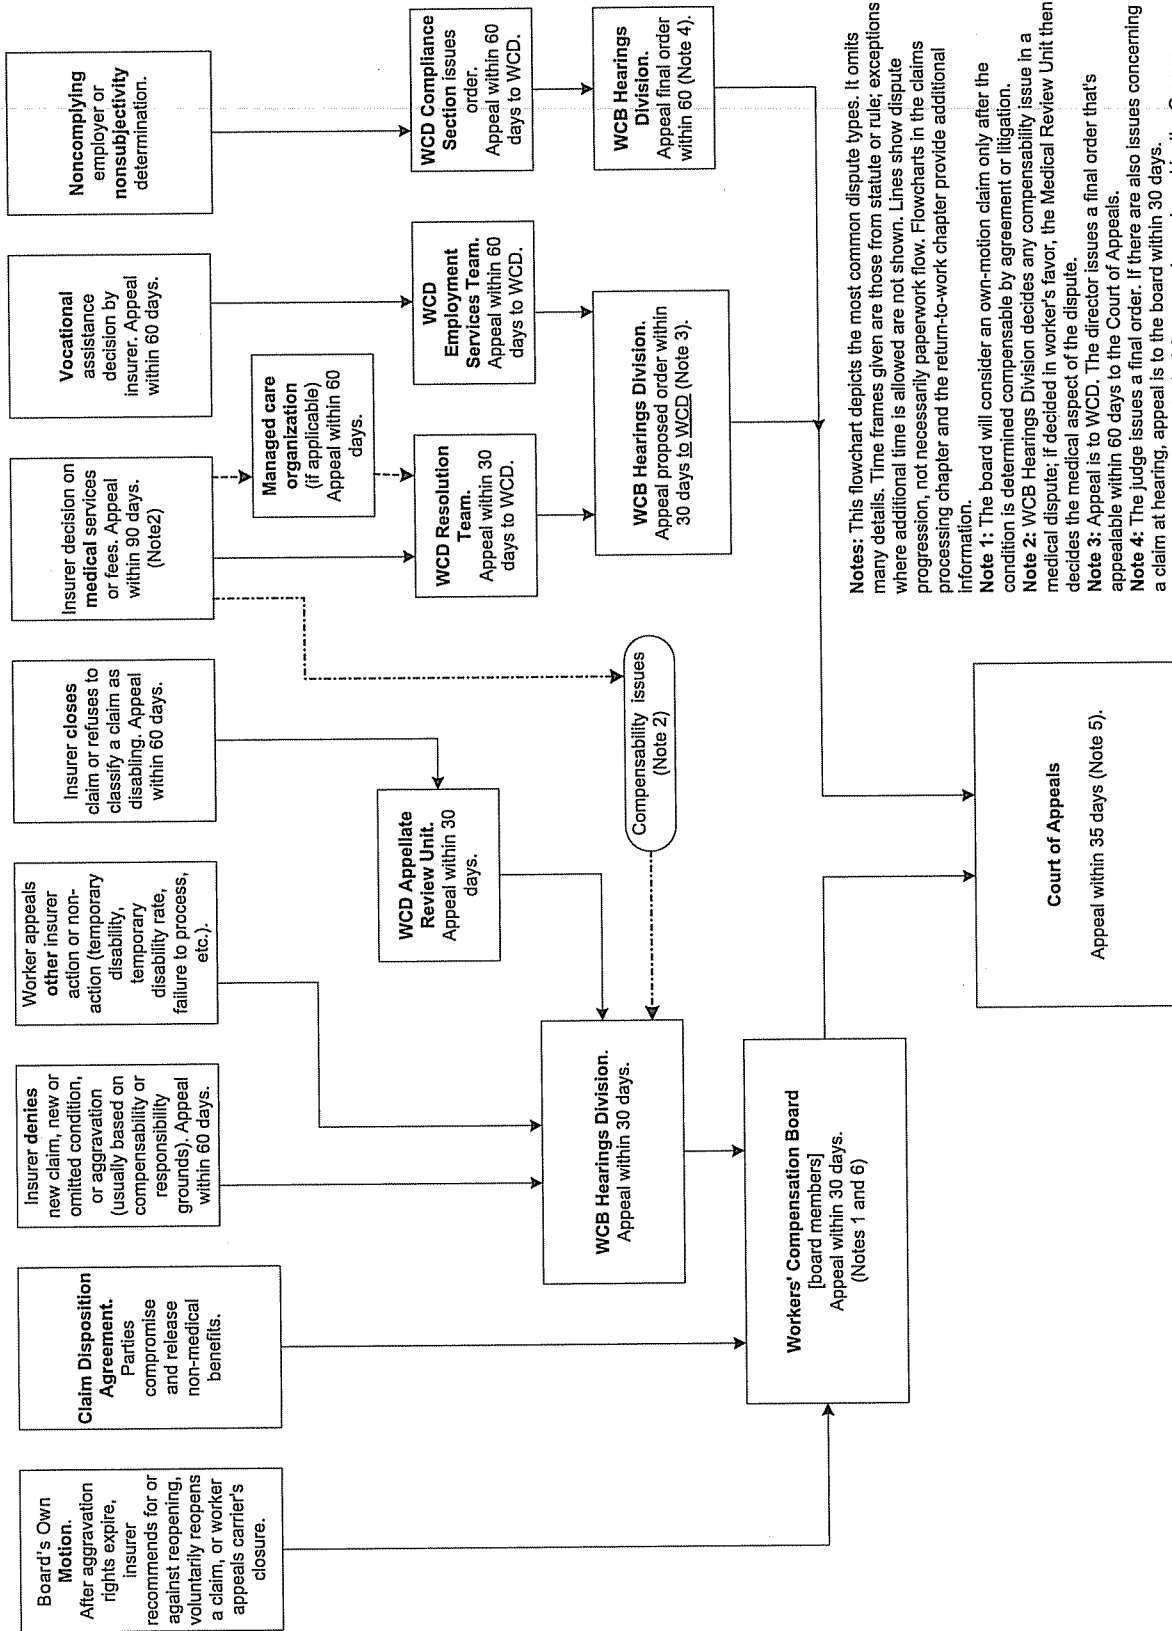 Board's Own
Motion.
After aggravation
rights expire,
insurer
recommends for or
against reopening,
voluntarily reopens
a claim, or worker
appeals carrier's
closure.
Claim Disposition
Agreement.
Parties
compromise
and release
non-medical
benefits.
Insurer denies
new claim, new or
omitted condition,
or aggravation
(usually based on
compensability or
responsibility
grounds). Appeal
within 60 days.
Worker appeals
other insurer
action or non-
action (temporary
disability,
temporary
disability rate,
failure to process,
etc.).
Insurer closes
claim or refuses to
classify a claim as
disabling. Appeal
within 60 days.
Insurer decision on
medical services
or fees. Appeal
within 90 days.
(Note2)
Vocational
assistance
decision by
insurer. Appeal
within 60 days.
Noncomplying
employer or
nonsubjectivity
determination.
Managed care
organization
(if applicable)
Appeal within 60
days.
WCD Appellate
Review Unit.
Appeal within 30
days.
WCD Resolution
Team.
Appeal within 30
days to WCD.
WCD
Employment
Services Team.
Appeal within 60
days to WCD.
WCD Compliance
Section issues
order.
Appeal within 60
days to WCD.
WCB Hearings Division.
Appeal within 30 days.
Compensability issues
(Note 2)
WCB Hearings Division.
Appeal proposed order within
30 days to WCD (Note 3).
WCB Hearings
Division.
Appeal final order
within 60 (Note 4).
Workers' Compensation Board
[board members]
Appeal within 30 days.
(Notes 1 and 6)
Court of Appeals
Appeal within 35 days (Note 5).
Notes: This flowchart depicts the most common dispute types. It omits
many details. Time frames given are those from statute or rule; exceptions
where additional time is allowed are not shown. Lines show dispute
progression, not necessarily paperwork flow. Flowcharts in the claims
processing chapter and the return-to-work chapter provide additional
information.
Note 1: The board will consider an own-motion claim only after the
condition is determined compensable by agreement or litigation.
Note 2: WCB Hearings Division decides any compensability issue in a
medical dispute; if decided in worker's favor, the Medical Review Unit then
decides the medical aspect of the dispute.
Note 3: Appeal is to WCD. The director issues a final order that's
appealable within 60 days to the Court of Appeals.
Note 4: The judge issues a final order. If there are also issues concerning
a claim at hearing, appeal is to the board within 30 days.